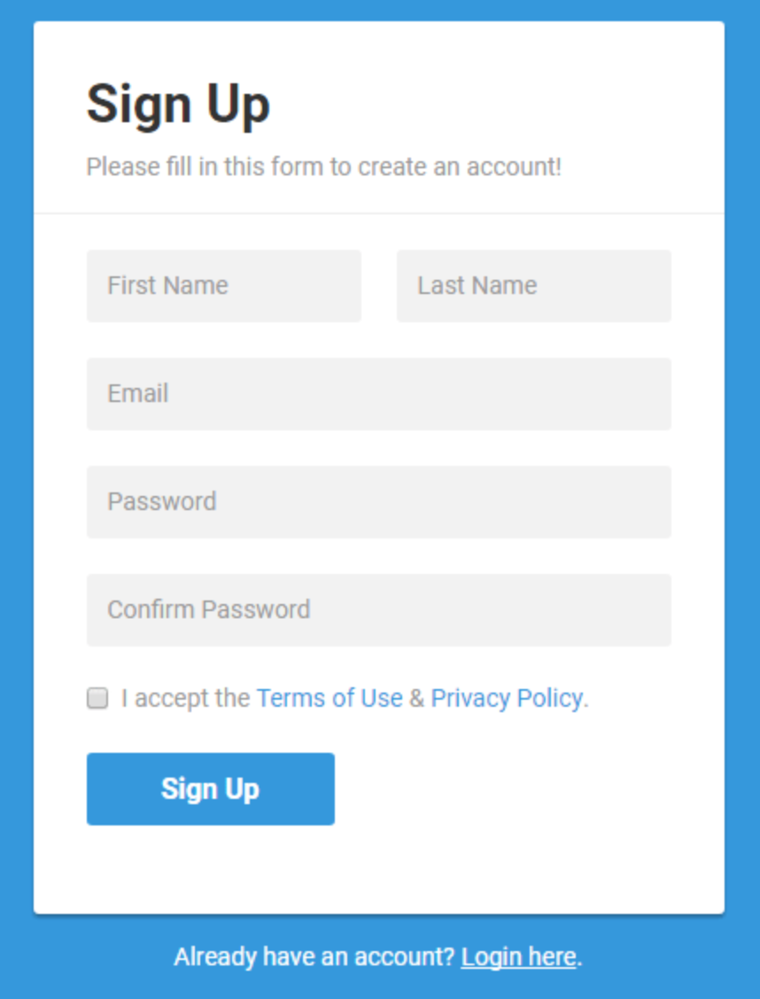 Sign Up
Please fill in this form to create an account!
First Name Last Name
Email
Password
Confirm Password
I accept the Terms of Use & Privacy Policy.
Sign Up
Already have an account? Login here.